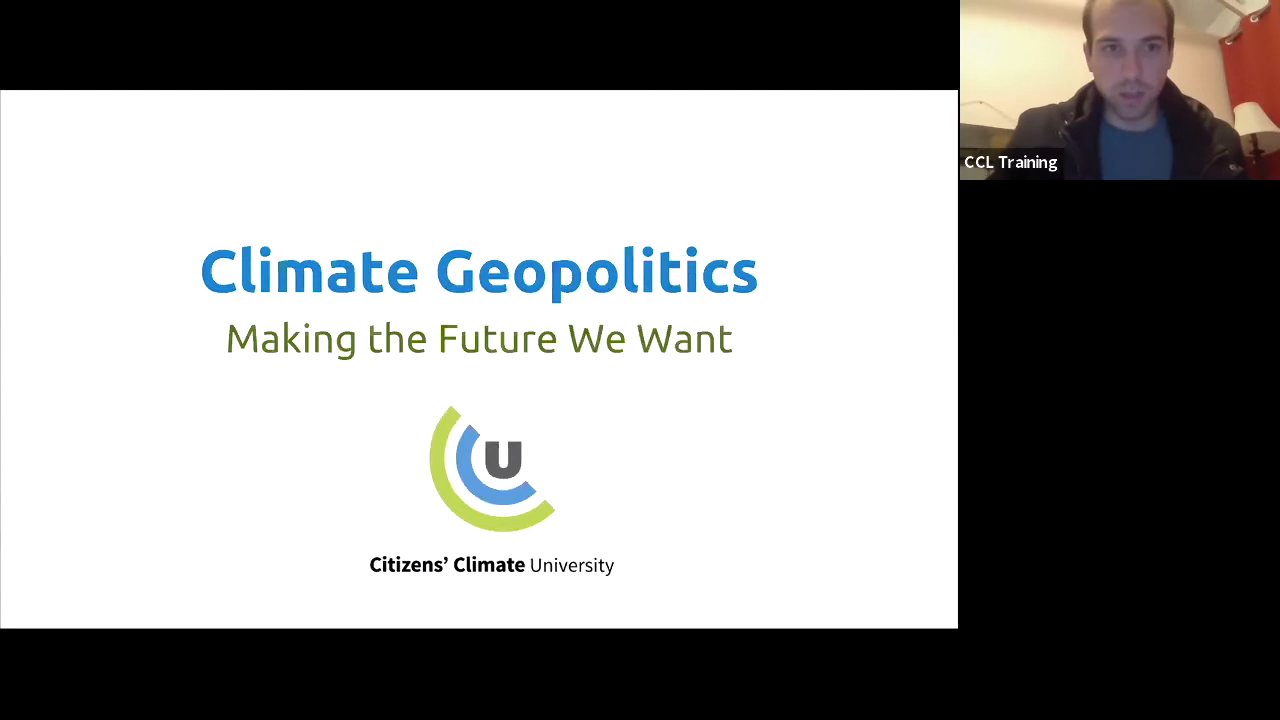 Climate Geopolitics
Making the Future We Want
U
Citizens’ Climate University
CCL Training